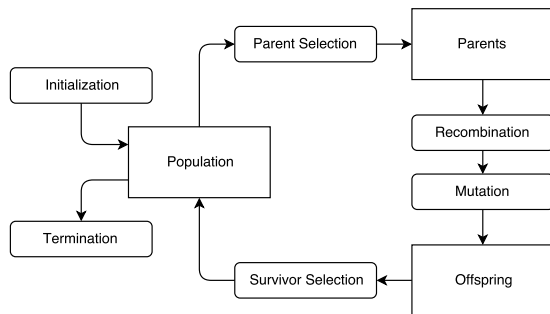 Parent Selection
Parents
Initialization
Recombination
Population
Mutation
Termination
Survivor Selection
Offspring